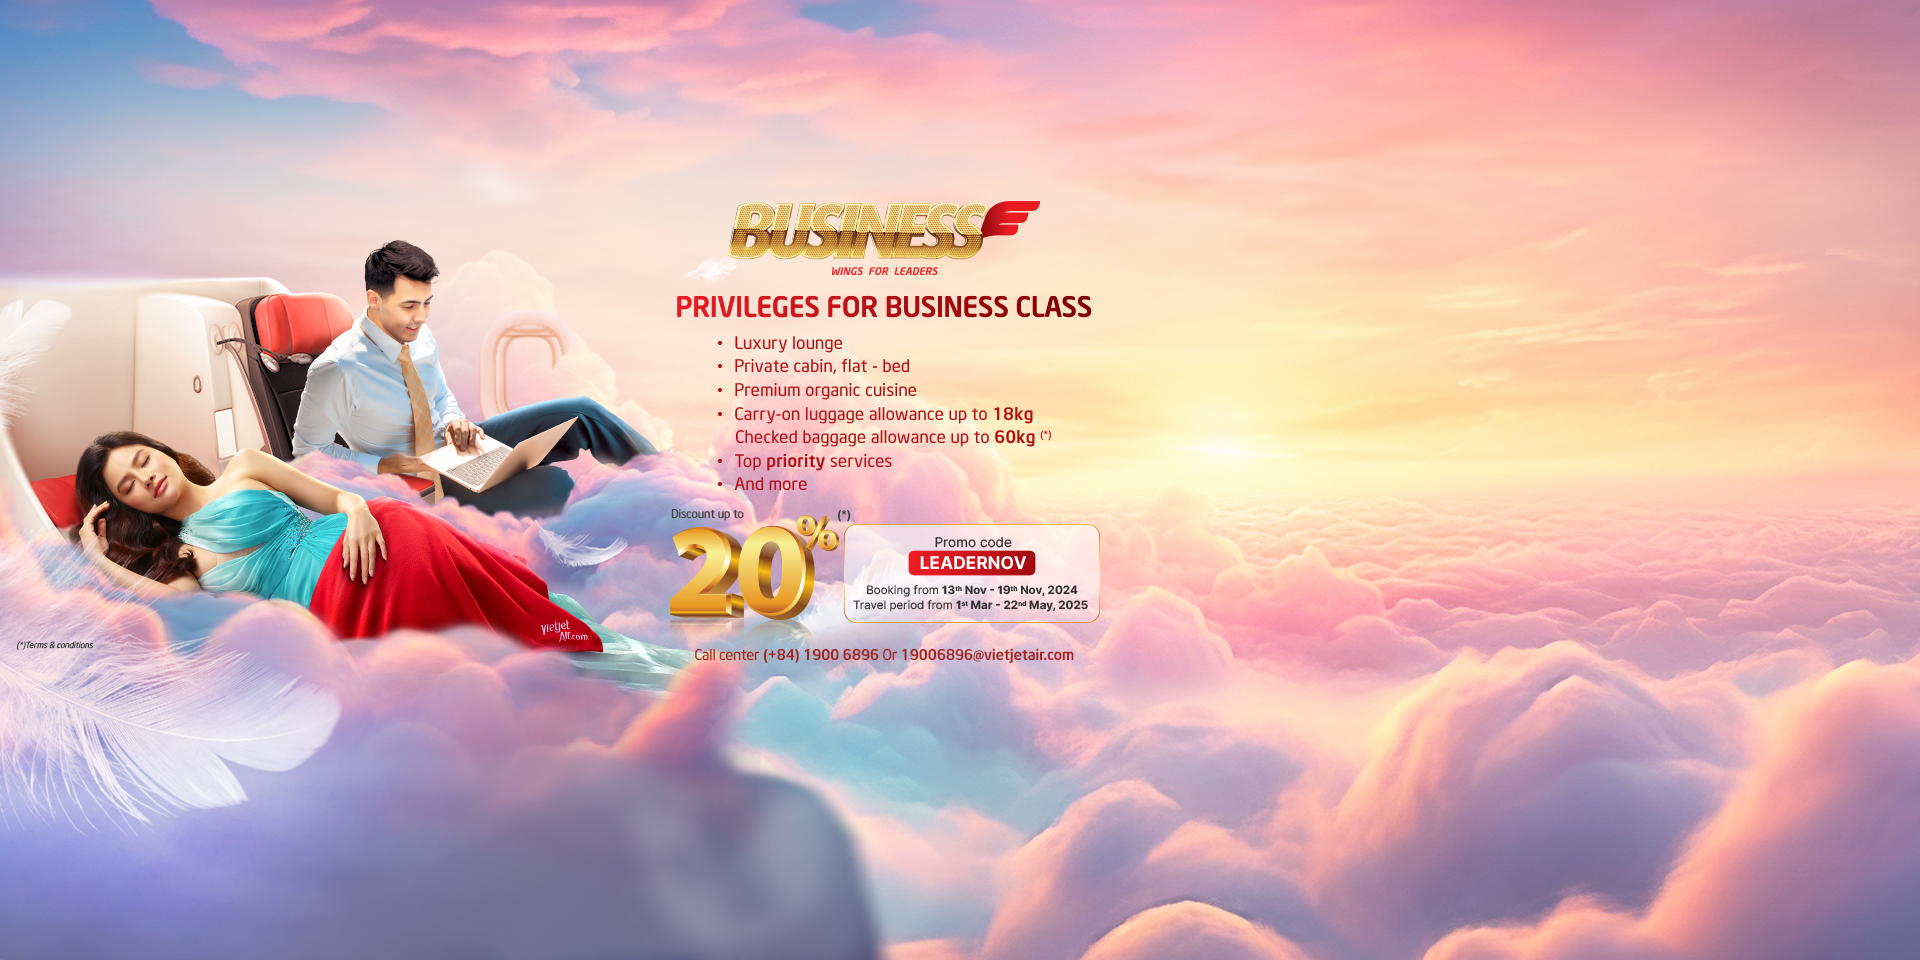 BUSINESS
WINGS FOR LEADERS
PRIVILEGES FOR BUSINESS CLASS
• Luxury lounge
• Private cabin, flat - bed
• Premium organic cuisine
• Carry-on luggage allowance up to 18kg
Checked baggage allowance up to 60kg (*)
• Top priority services
• And more
Discount up to
20% (*)
Promo code
LEADERNOV
Booking from 13th Nov - 19th Nov, 2024
Travel period from 1st Mar - 22nd May, 2025
Call center (+84) 1900 6896 Or 19006896@vietjetair.com
Vietjet
Air.com
(*)Terms & conditions